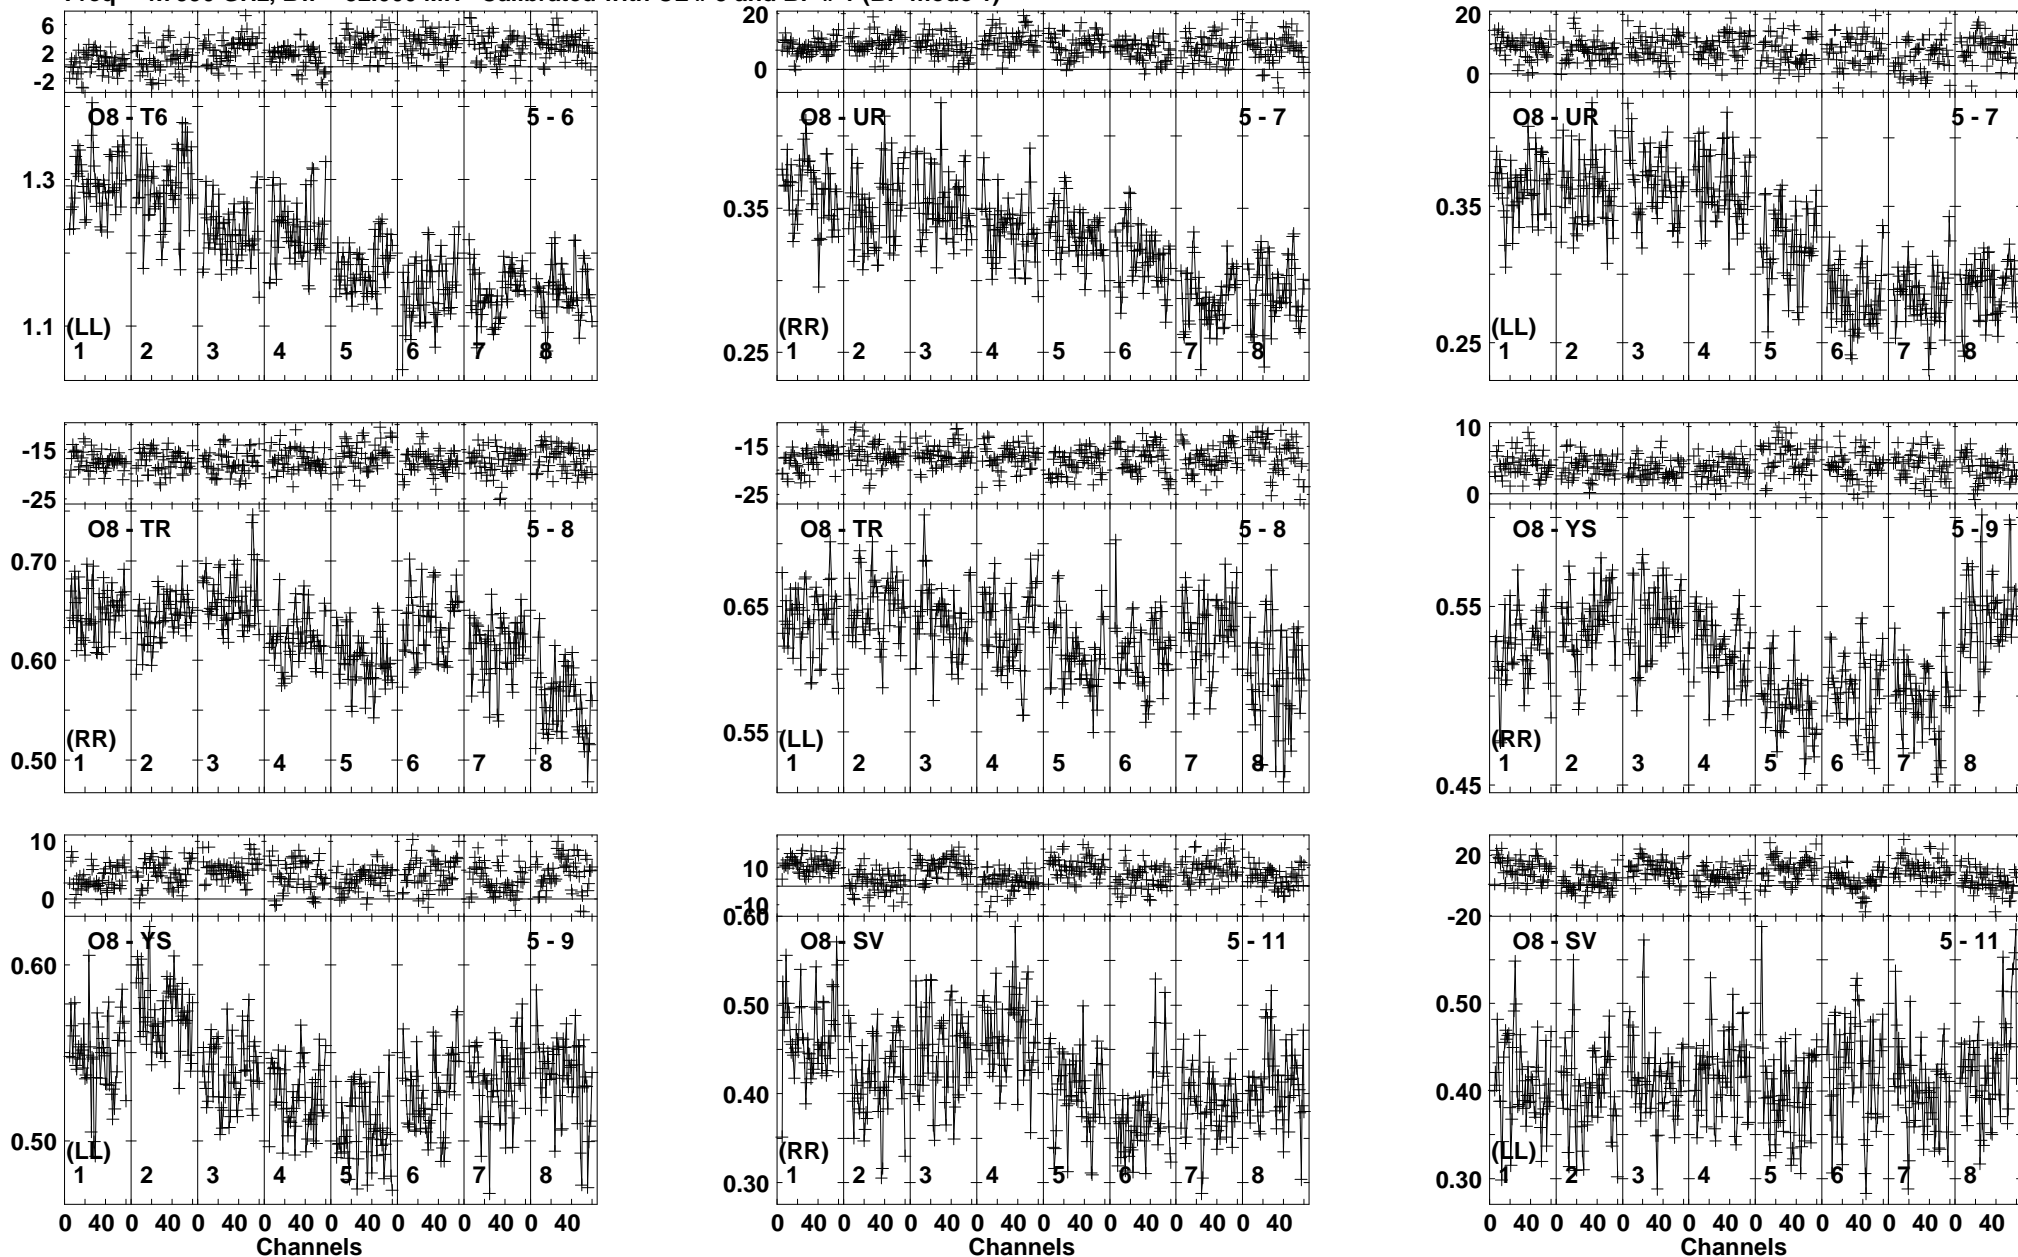 6 2 -2
O8 - T6 5 - 6
1.3
1.1
(LL)
1 2 3 4 5 6 7 8
20 0
O8 - UR 5 - 7
0.35
0.25
(RR)
1 2 3 4 5 6 7 8
20 0
O8 - UR 5 - 7
0.35
0.25
(LL)
1 2 3 4 5 6 7 8
-15 -25
O8 - TR 5 - 8
0.70
0.60
0.50
(RR)
1 2 3 4 5 6 7 8
-15 -25
O8 - TR 5 - 8
0.65
0.55
(LL)
1 2 3 4 5 6 7 8
10 0
O8 - YS 5 - 9
0.55
0.45
(RR)
1 2 3 4 5 6 7 8
10 0
O8 - YS 5 - 9
0.60
0.50
(LL)
1 2 3 4 5 6 7 8
0 40 0 40 0 40 0 40 0 40 0 40 0 40 0 40
Channels
10 -10
0.60
O8 - SV 5 - 11
0.50
0.40
0.30
(RR)
1 2 3 4 5 6 7 8
0 40 0 40 0 40 0 40 0 40 0 40 0 40 0 40
Channels
20 -20
O8 - SV 5 - 11
0.50
0.40
0.30
(LL)
1 2 3 4 5 6 7 8
0 40 0 40 0 40 0 40 0 40 0 40 0 40 0 40
Channels